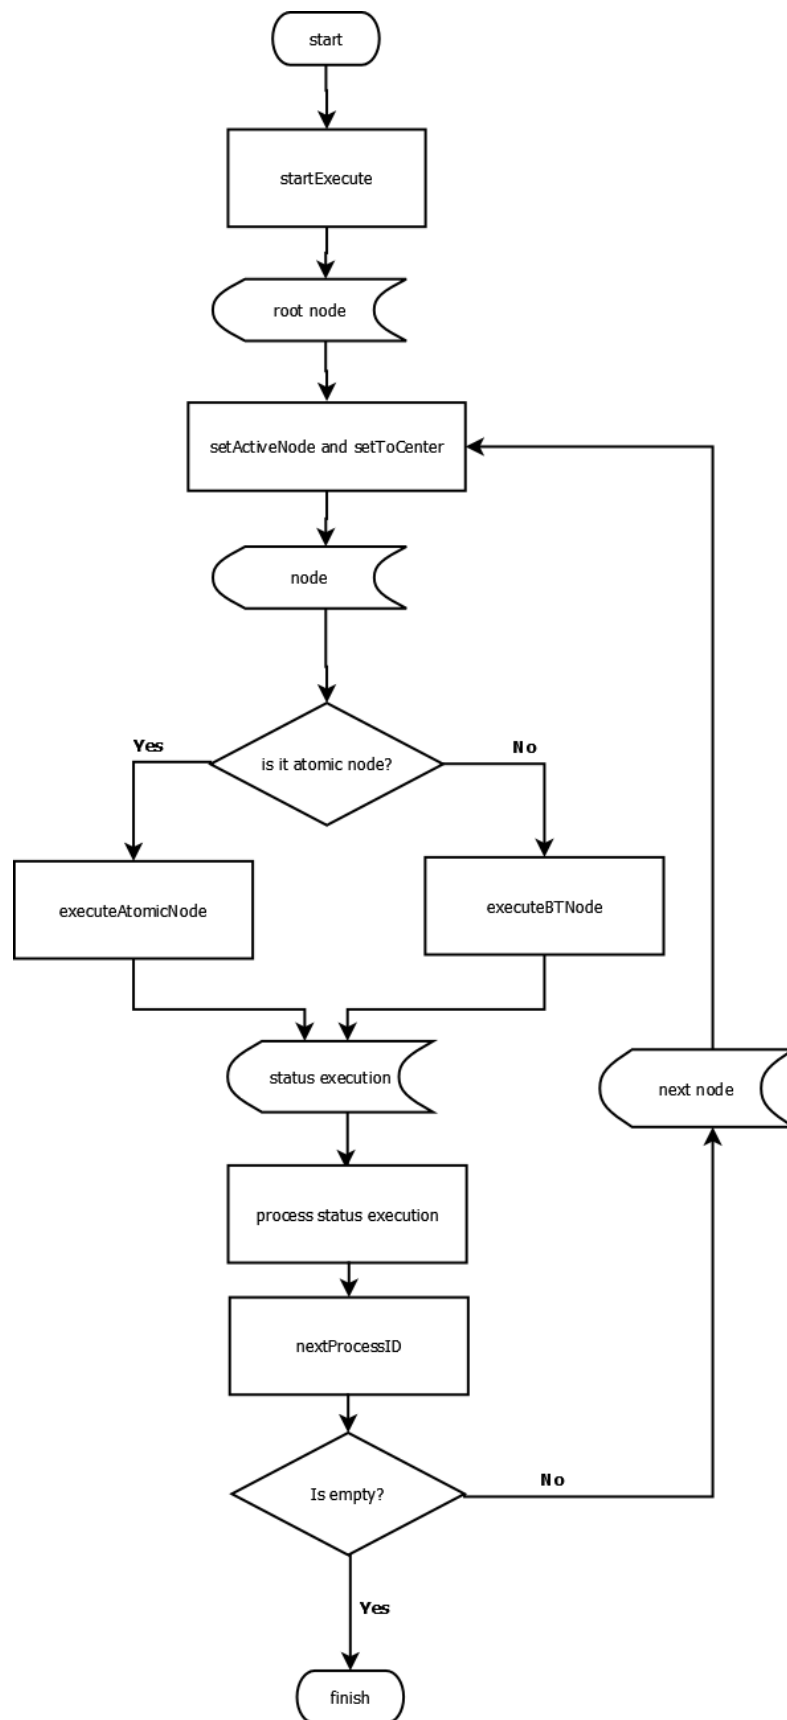 start
startExecute
root node
setActiveNode and setToCenter
node
is it atomic node?
Yes
No
executeAtomicNode
executeBTNode
status execution
next node
process status execution
nextProcessID
Is empty?
No
Yes
finish